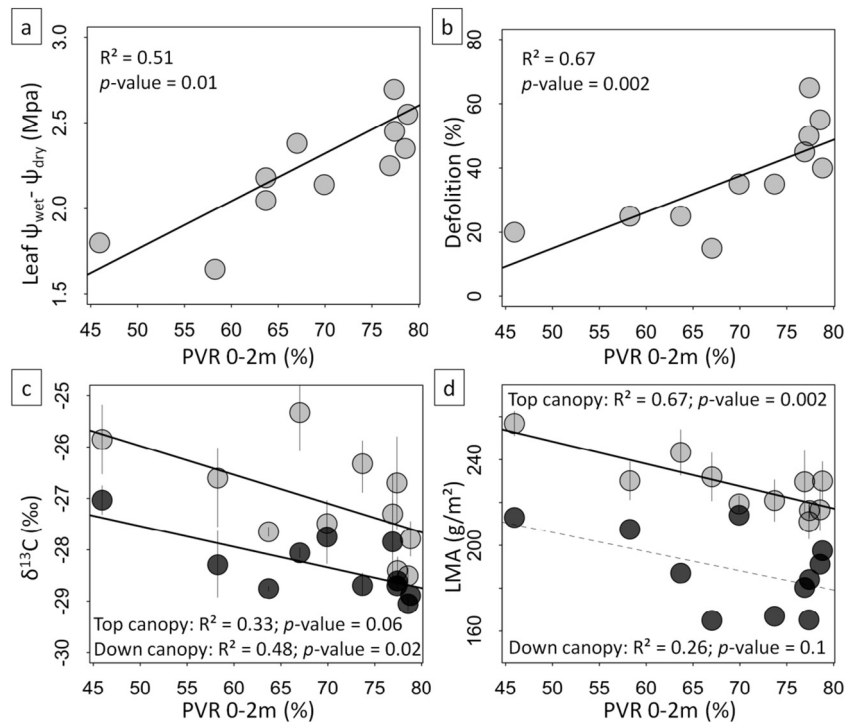 a
R² = 0.51
p-value = 0.01
Leaf ψwet- ψdry (Mpa)
3.0
2.5
2.0
1.5
45 50 55 60 65 70 75 80
PVR 0-2m (%)
b
R² = 0.67
p-value = 0.002
Defolition (%)
80
60
40
20
0
45 50 55 60 65 70 75 80
PVR 0-2m (%)
c
δ¹³C (‰)
-25
-26
-27
-28
-29
-30
Top canopy: R² = 0.33; p-value = 0.06
Down canopy: R² = 0.48; p-value = 0.02
45 50 55 60 65 70 75 80
PVR 0-2m (%)
d
Top canopy: R² = 0.67; p-value = 0.002
LMA (g/m²)
240
200
160
Down canopy: R² = 0.26; p-value = 0.1
45 50 55 60 65 70 75 80
PVR 0-2m (%)